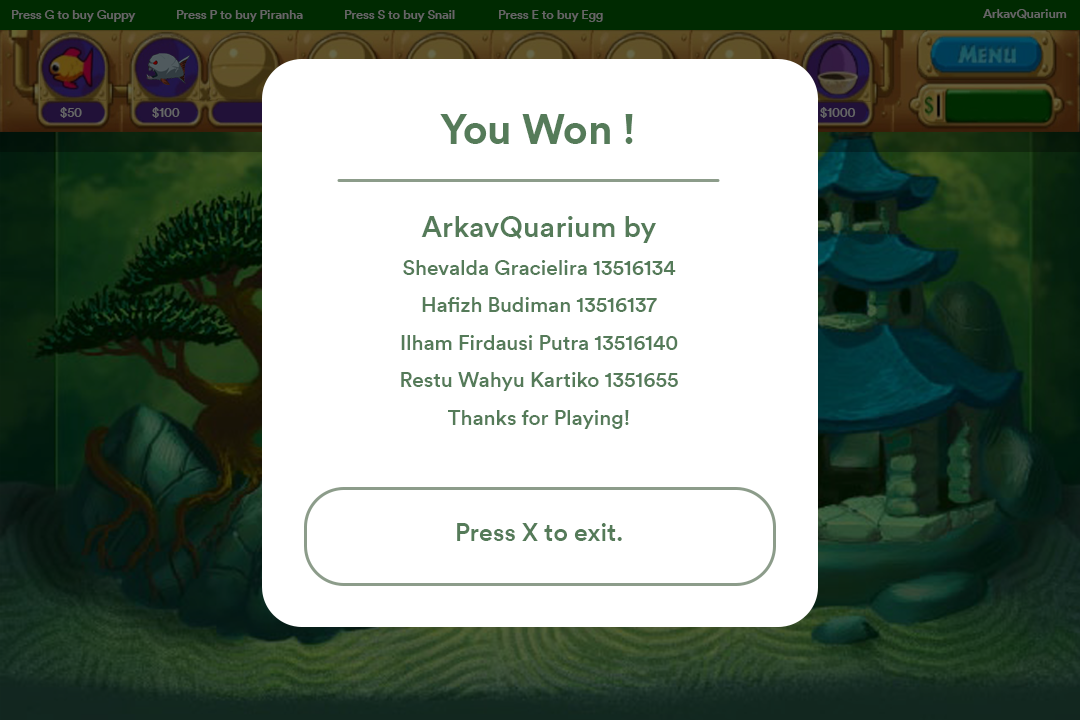 Press G to buy Guppy
Press P to buy Piranha
Press S to buy Snail
Press E to buy Egg
ArkavQuarium
MENU
$50
$100
$1000
$
You Won !
ArkavQuarium by
Shevalda Gracielira 13516134
Hafizh Budiman 13516137
Ilham Firdausi Putra 13516140
Restu Wahyu Kartiko 1351655
Thanks for Playing!
Press X to exit.